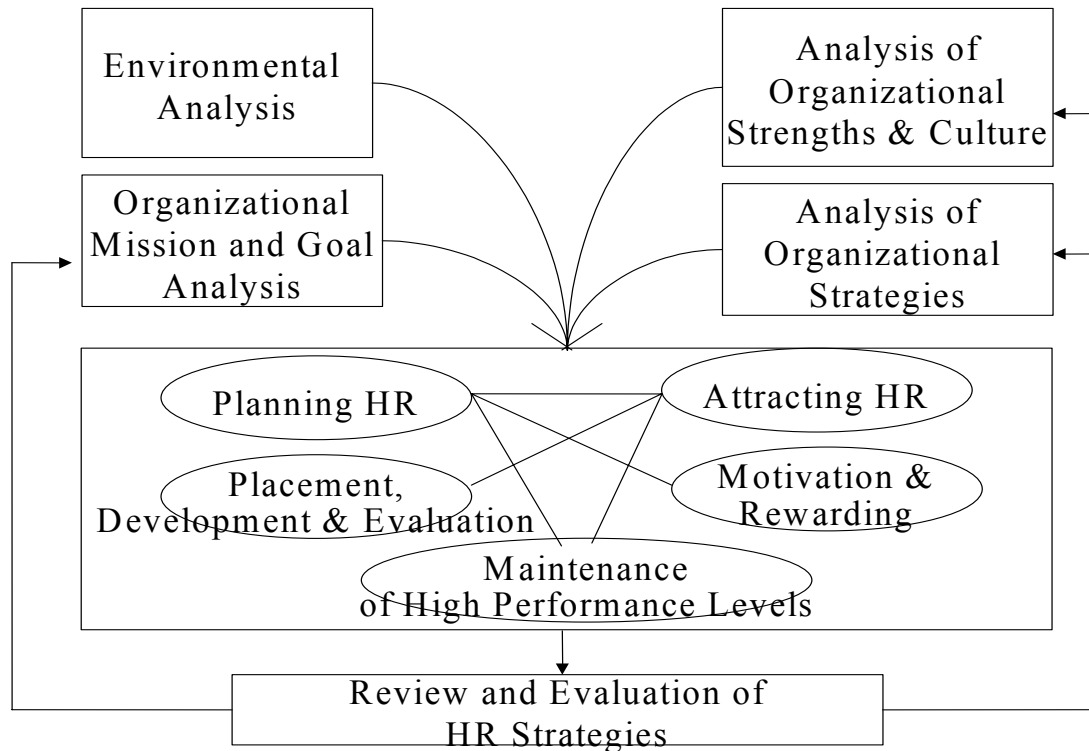 Environmental
Analysis
Analysis of
Organizational
Strengths & Culture
Organizational
Mission and Goal
Analysis
Analysis of
Organizational
Strategies
Planning HR
Attracting HR
Placement,
Development & Evaluation
Motivation &
Rewarding
Maintenance
of High Performance Levels
Review and Evaluation of
HR Strategies